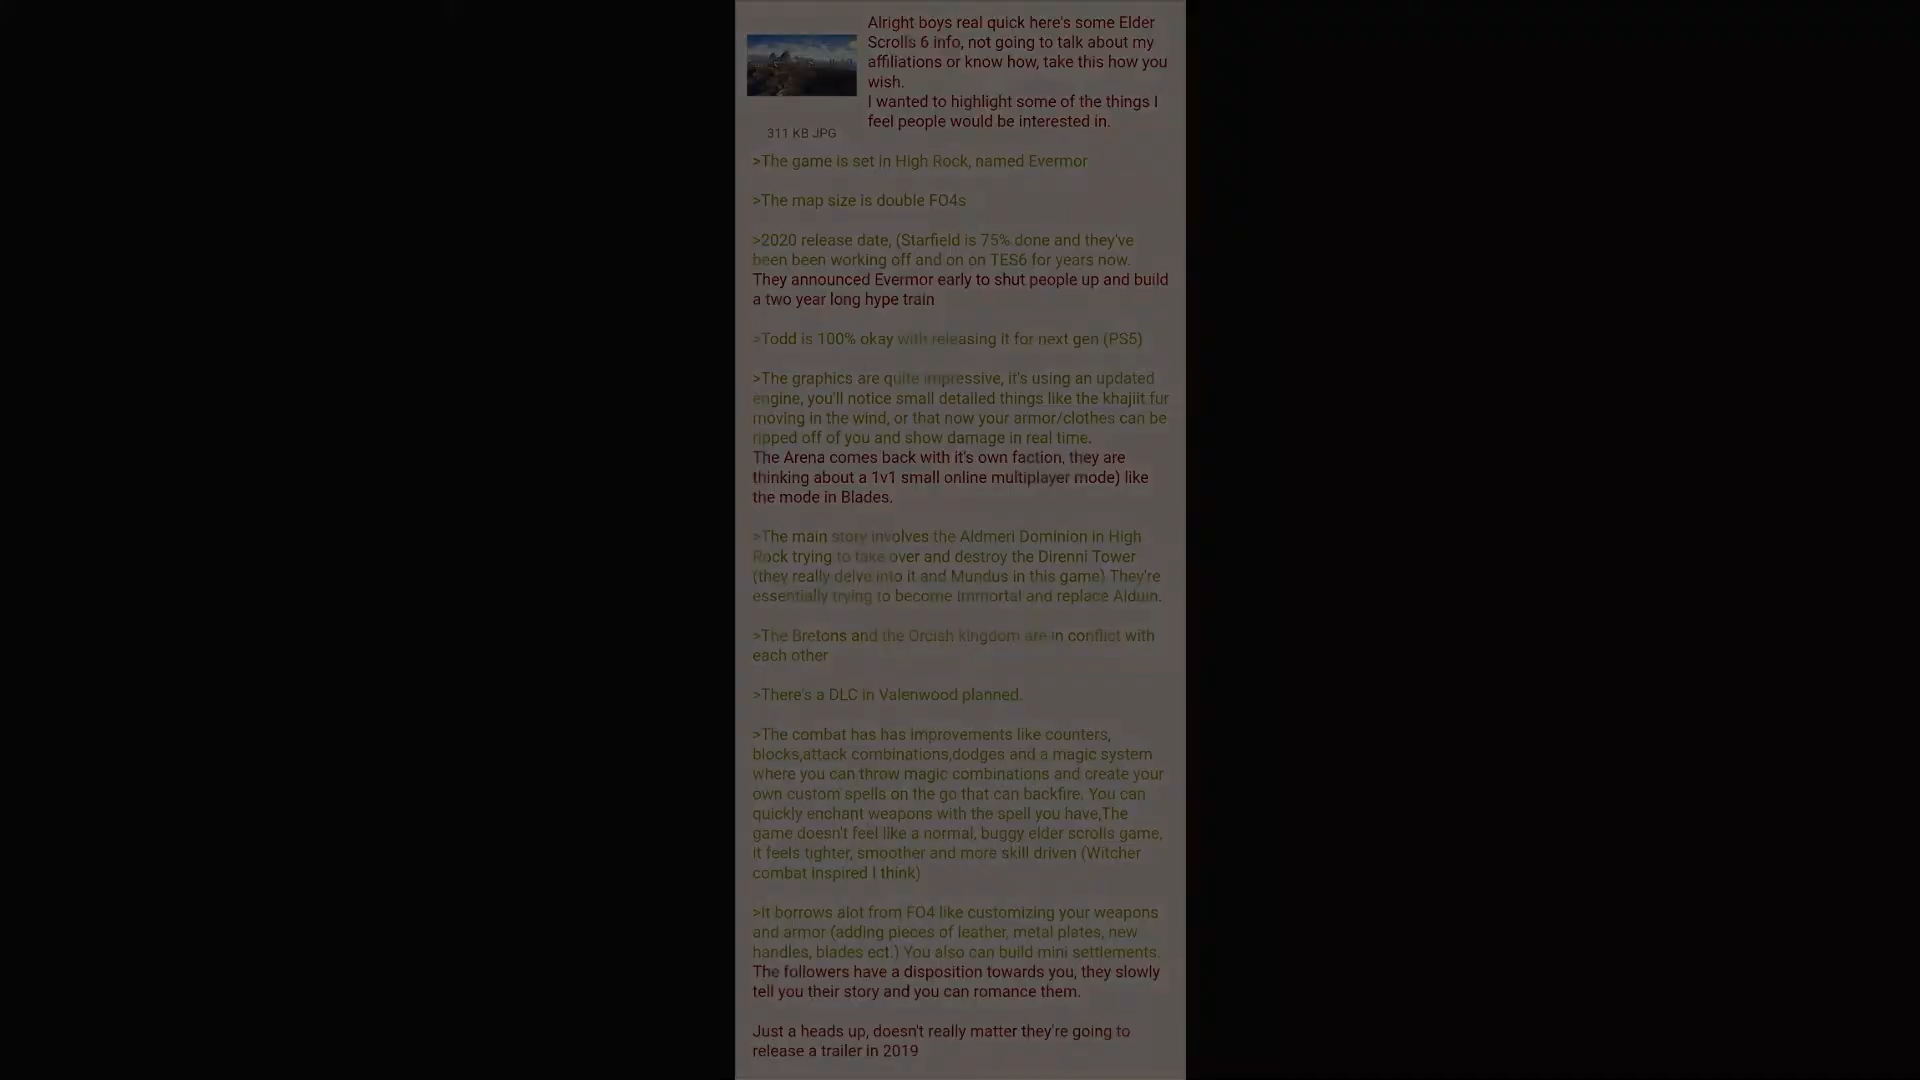 Alright boys real quick here's some Elder
Scrolls 6 info, not going to talk about my
affiliations or know how, take this how you
wish.
I wanted to highlight some of the things I
feel people would be interested in.
311 KB JPG
>The game is set in High Rock, named Evermor
>The map size is double FO4s
>2020 release date, (Starfield is 75% done and they've
been been working off and on on TES6 for years now.
They announced Evermor early to shut people up and build
a two year long hype train
>Todd is 100% okay with releasing it for next gen (PS5)
>The graphics are quite impressive, it's using an updated
engine, you'll notice small detailed things like the khajiit fur
moving in the wind, or that now your armor/clothes can be
ripped off of you and show damage in real time.
The Arena comes back with it's own faction, they are
thinking about a 1v1 small online multiplayer mode) like
the mode in Blades.
>The main story involves the Aldmeri Dominion in High
Rock trying to take over and destroy the Direnni Tower
(they really delve into it and Mundus in this game) They're
essentially trying to become immortal and replace Alduin.
>The Bretons and the Orcish kingdom are in conflict with
each other
>There's a DLC in Valenwood planned.
>The combat has has improvements like counters,
blocks,attack combinations,dodges and a magic system
where you can throw magic combinations and create your
own custom spells on the go that can backfire. You can
quickly enchant weapons with the spell you have,The
game doesn't feel like a normal, buggy elder scrolls game,
it feels tighter, smoother and more skill driven (Witcher
combat inspired I think)
>It borrows alot from FO4 like customizing your weapons
and armor (adding pieces of leather, metal plates, new
handles, blades ect.) You also can build mini settlements.
The followers have a disposition towards you, they slowly
tell you their story and you can romance them.
Just a heads up, doesn't really matter they're going to
release a trailer in 2019